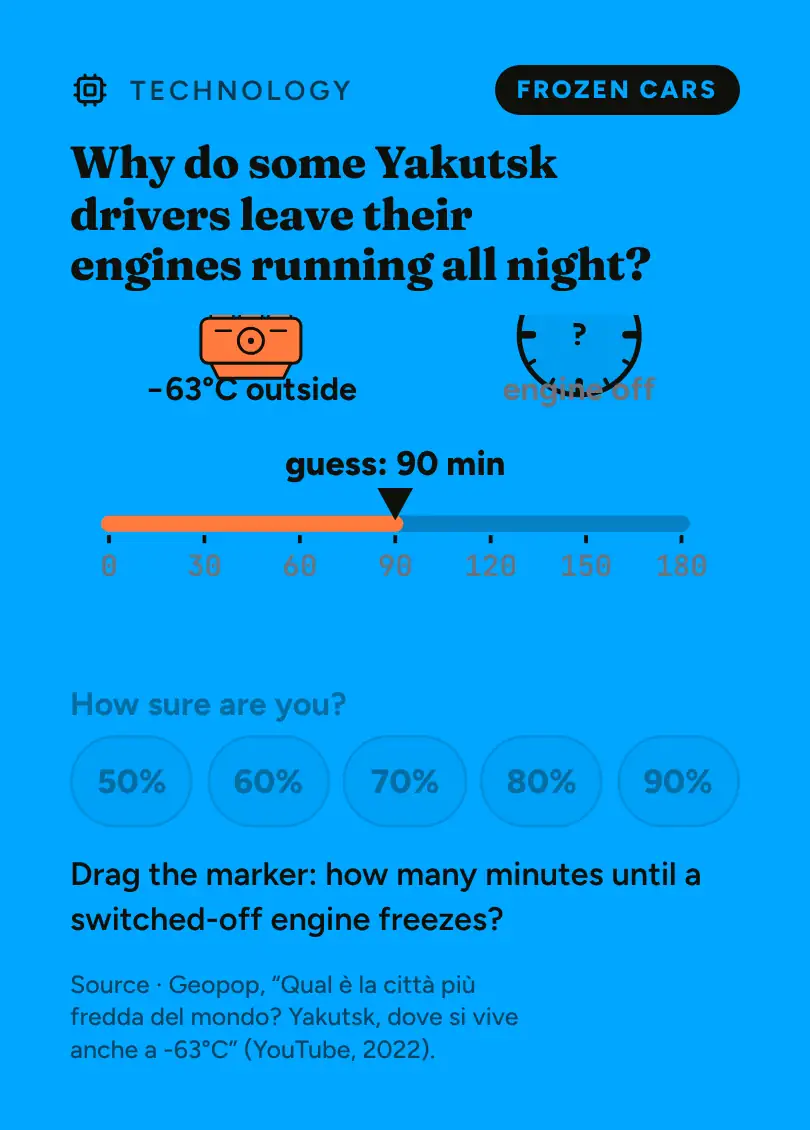 TECHNOLOGY
FROZEN CARS
Why do some Yakutsk
drivers leave their
engines running all night?
?
−63°C outside
engine off
guess: 90 min
0 30 60 90 120 150 180
How sure are you?
50% 60% 70% 80% 90%
Drag the marker: how many minutes until a
switched-off engine freezes?
Source · Geopop, “Qual è la città più
fredda del mondo? Yakutsk, dove si vive
anche a -63°C” (YouTube, 2022).